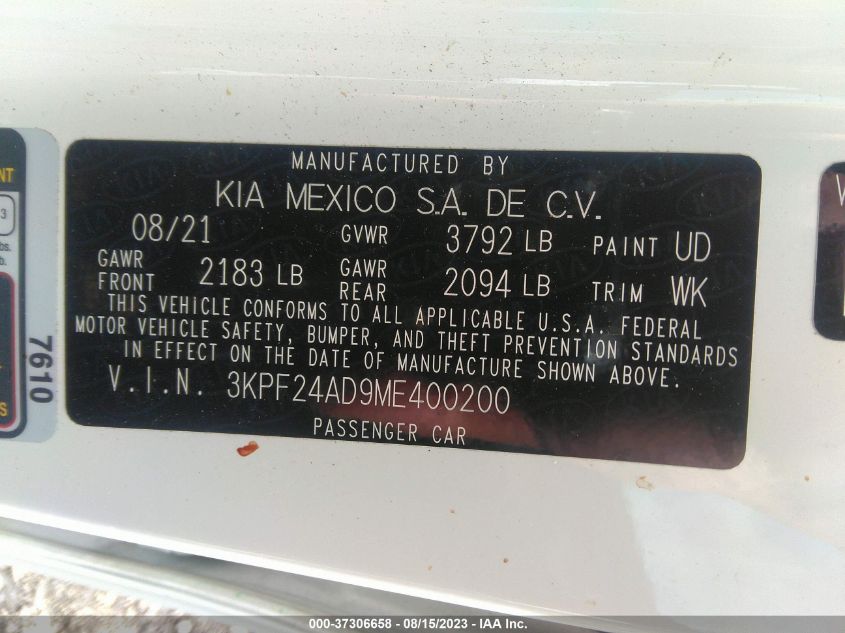 MANUFACTURED BY
KIA MEXICO S.A. DE C.V.
08/21 GVWR 3792 LB PAINT UD
GAWR FRONT 2183 LB GAWR REAR 2094 LB TRIM WK
THIS VEHICLE CONFORMS TO ALL APPLICABLE U.S.A. FEDERAL
MOTOR VEHICLE SAFETY, BUMPER, AND THEFT PREVENTION STANDARDS
IN EFFECT ON THE DATE OF MANUFACTURE SHOWN ABOVE.
V.I.N. 3KPF24AD9ME400200
PASSENGER CAR
NT
3
bs.
b.
S
7610
000-37306658 - 08/15/2023 - IAA Inc.